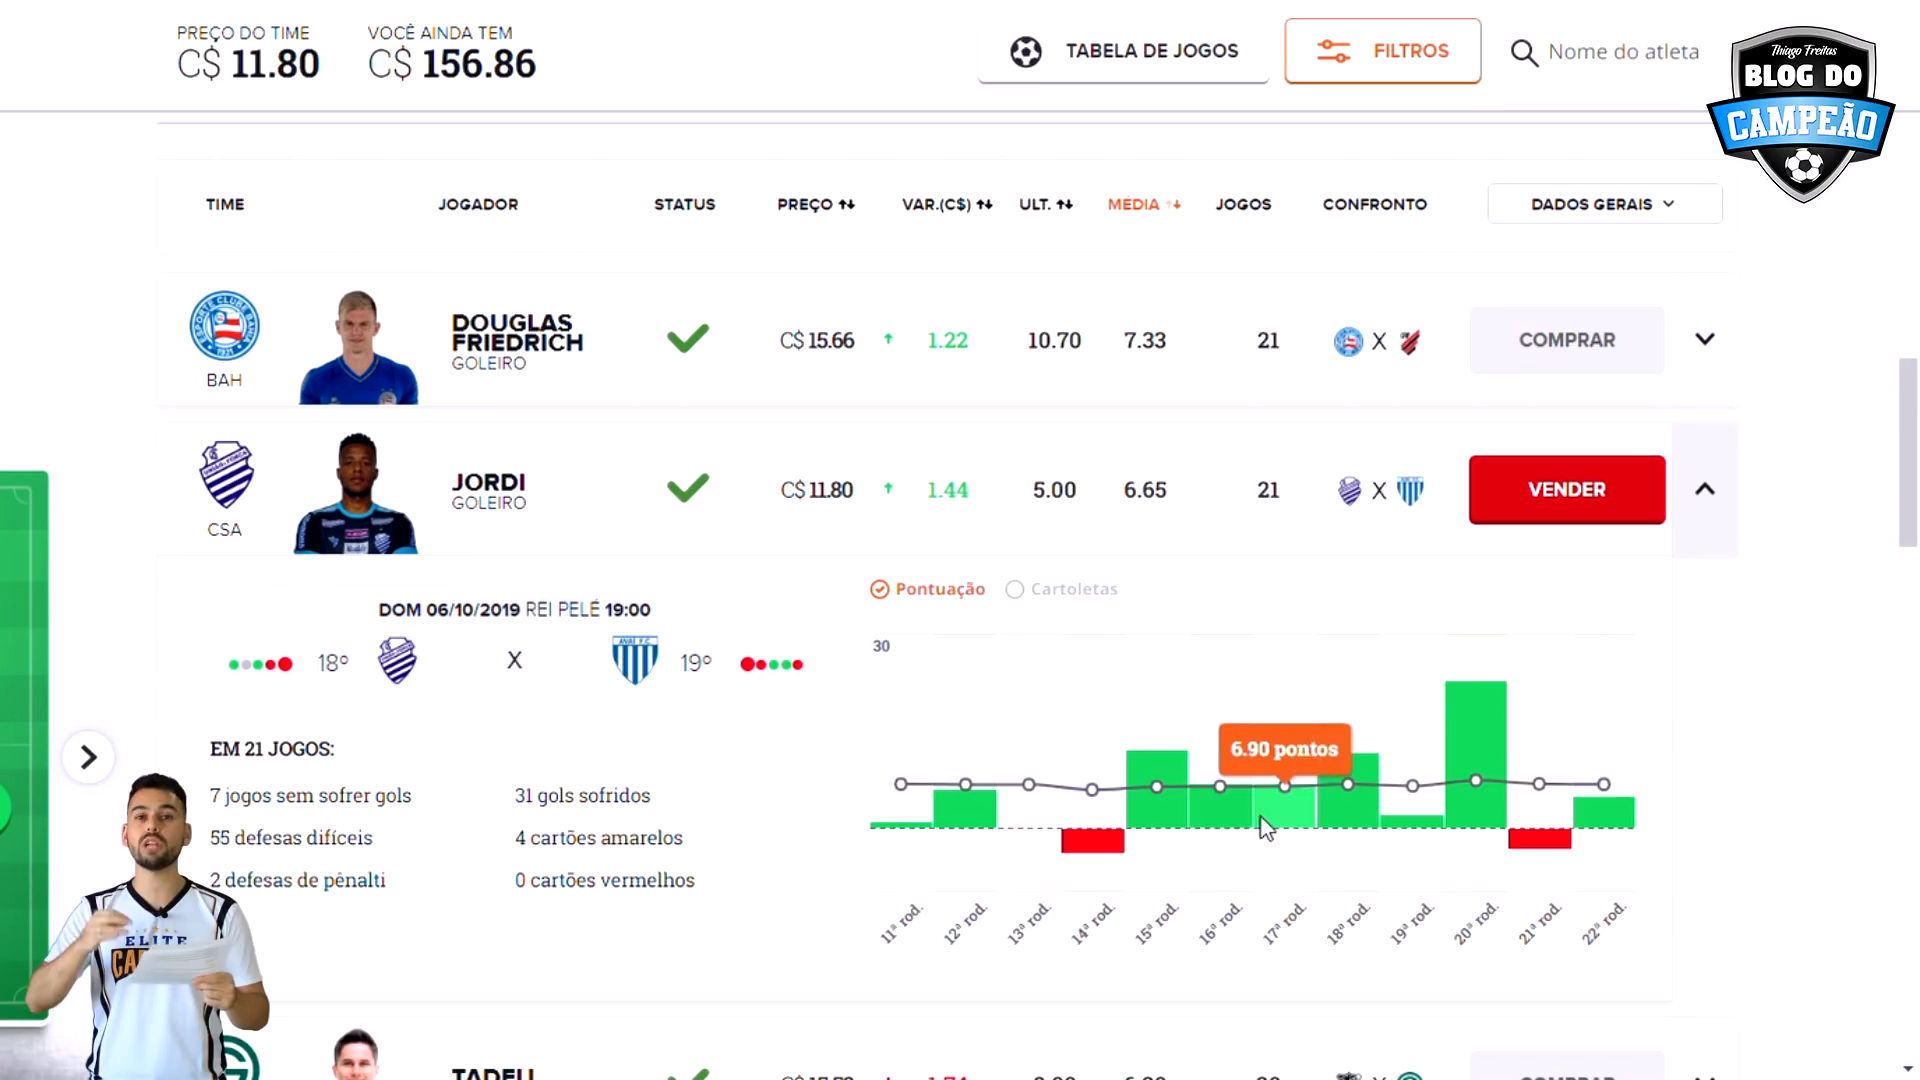 PREÇO DO TIME
C$ 11.80
VOCÊ AINDA TEM
C$ 156.86
TABELA DE JOGOS
FILTROS
Nome do atleta
Thiago Freitas
BLOG DO
CAMPEÃO
TIME
JOGADOR
STATUS
PREÇO
VAR.(C$)
ULT.
MÉDIA
JOGOS
CONFRONTO
DADOS GERAIS
BAH
DOUGLAS
FRIEDRICH
GOLEIRO
C$ 15.66
1.22
10.70
7.33
21
X
COMPRAR
CSA
JORDI
GOLEIRO
C$ 11.80
1.44
5.00
6.65
21
X
VENDER
DOM 06/10/2019 REI PELÉ 19:00
18º
X
19º
EM 21 JOGOS:
7 jogos sem sofrer gols
31 gols sofridos
55 defesas difíceis
4 cartões amarelos
2 defesas de pênalti
0 cartões vermelhos
Pontuação
Cartoletas
30
6.90 pontos
11ª rod.
12ª rod.
13ª rod.
14ª rod.
15ª rod.
16ª rod.
17ª rod.
18ª rod.
19ª rod.
20ª rod.
21ª rod.
22ª rod.
ELITE
TADEU